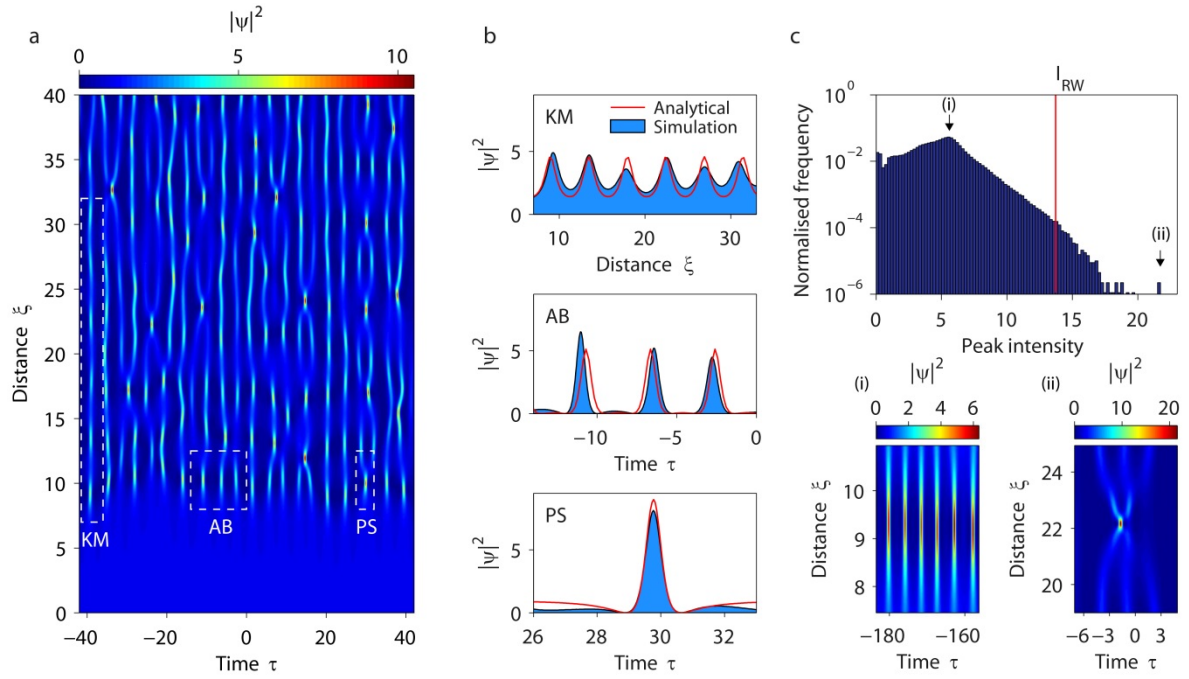 a
|ψ|²
0 5 10
40
35
30
25
20
15
10
5
0
Distance ξ
KM
AB
PS
−40 −20 0 20 40
Time τ
b
KM
Analytical
Simulation
|ψ|²
5
0
10 15 20 25 30
Distance ξ
AB
|ψ|²
5
0
−10 −5 0
Time τ
PS
|ψ|²
5
0
26 28 30 32
Time τ
c
I_RW
Normalised frequency
10⁰
10⁻²
10⁻⁴
10⁻⁶
(i)
(ii)
0 5 10 15 20
Peak intensity
(i)
|ψ|²
0 2 4 6
Distance ξ
10
9
8
−180 −160
Time τ
(ii)
|ψ|²
0 10 20
Distance ξ
24
22
20
−6 −3 0 3
Time τ